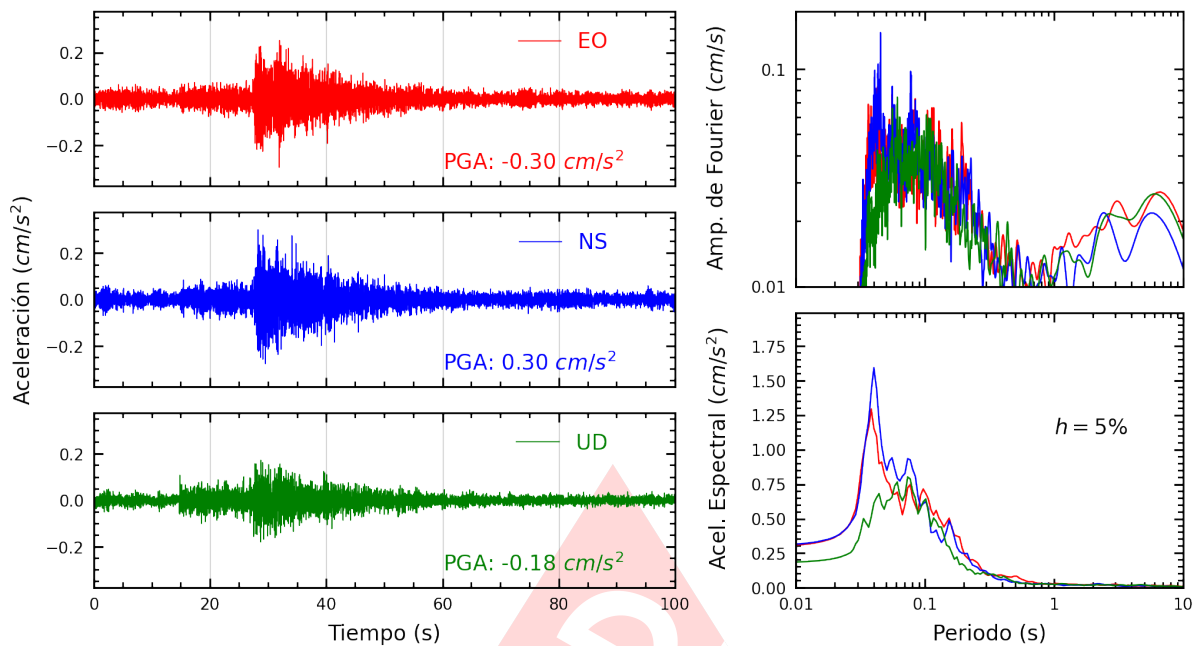 Aceleración (cm/s²)
0.2
0.0
−0.2
EO
PGA: -0.30 cm/s²
0.2
0.0
−0.2
NS
PGA: 0.30 cm/s²
0.2
0.0
−0.2
UD
PGA: -0.18 cm/s²
0 20 40 60 80 100
Tiempo (s)
Amp. de Fourier (cm/s)
0.1
0.01
Acel. Espectral (cm/s²)
1.75
1.50
1.25
1.00
0.75
0.50
0.25
0.00
h = 5%
0.01 0.1 1 10
Periodo (s)